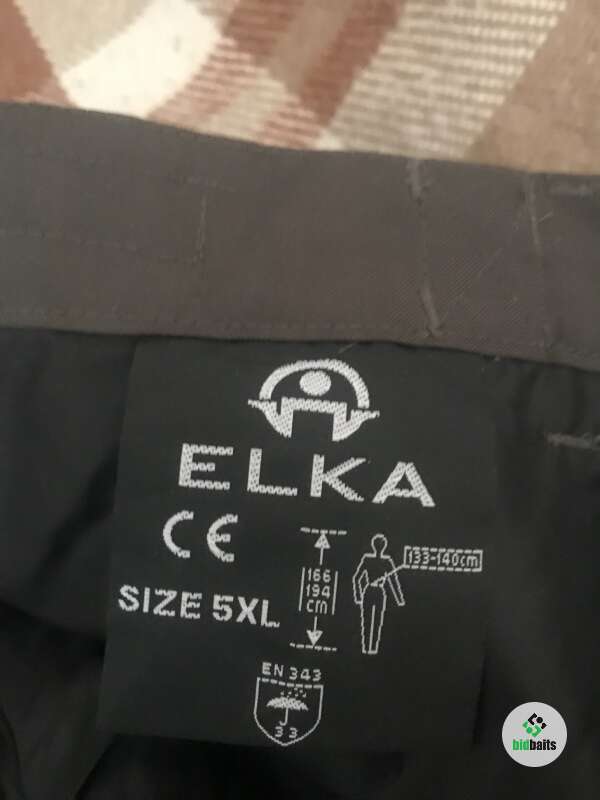 ELKA
CE
133-140cm
166
194
cm
SIZE 5XL
EN 343
3 3
bidbaits